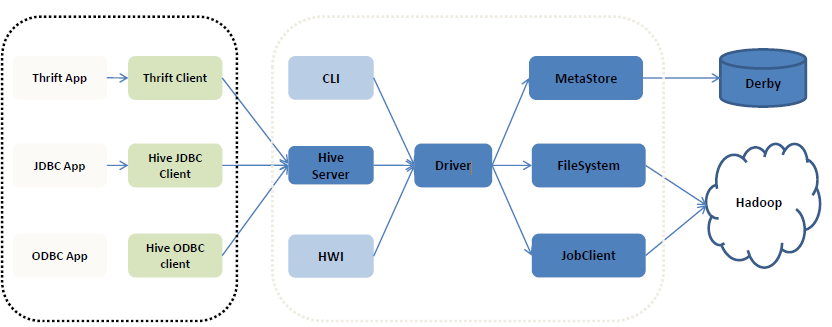 Thrift App
Thrift Client
CLI
MetaStore
Derby
JDBC App
Hive JDBC
Client
Hive
Server
Driver
FileSystem
Hadoop
ODBC App
Hive ODBC
client
HWI
JobClient